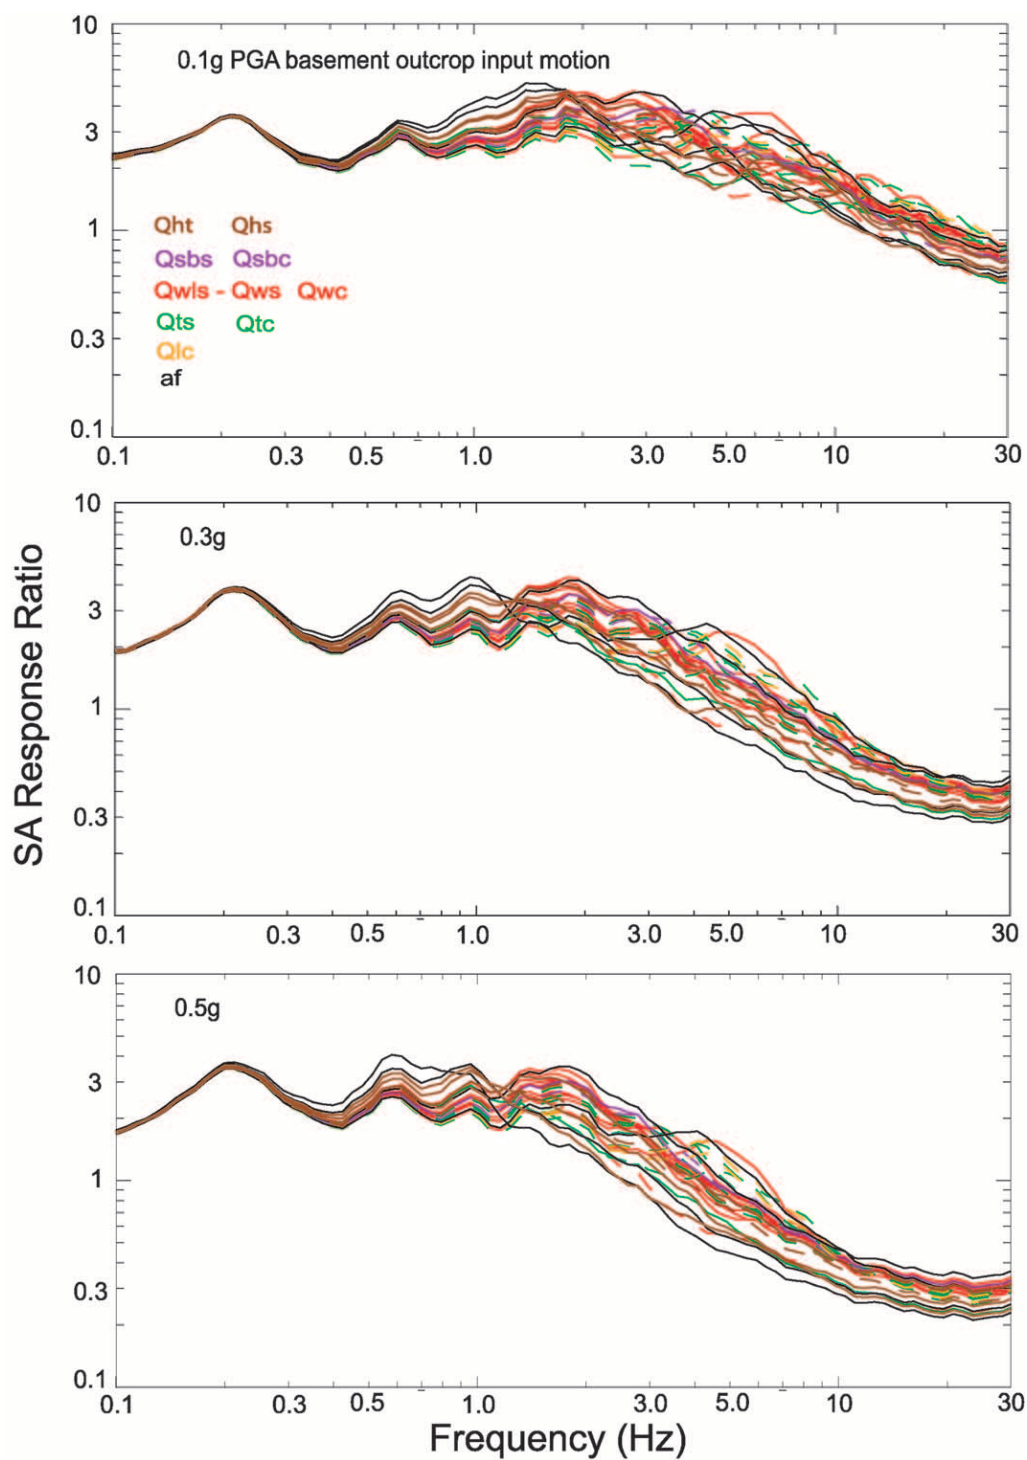 10
0.1g PGA basement outcrop input motion
3
1
Qht Qhs
Qsbs Qsbc
Qwls - Qws Qwc
Qts Qtc
Qlc
af
0.3
0.1
0.1 0.3 0.5 1.0 3.0 5.0 10 30
10
0.3g
3
1
0.3
0.1
0.1 0.3 0.5 1.0 3.0 5.0 10 30
SA Response Ratio
10
0.5g
3
1
0.3
0.1
0.1 0.3 0.5 1.0 3.0 5.0 10 30
Frequency (Hz)